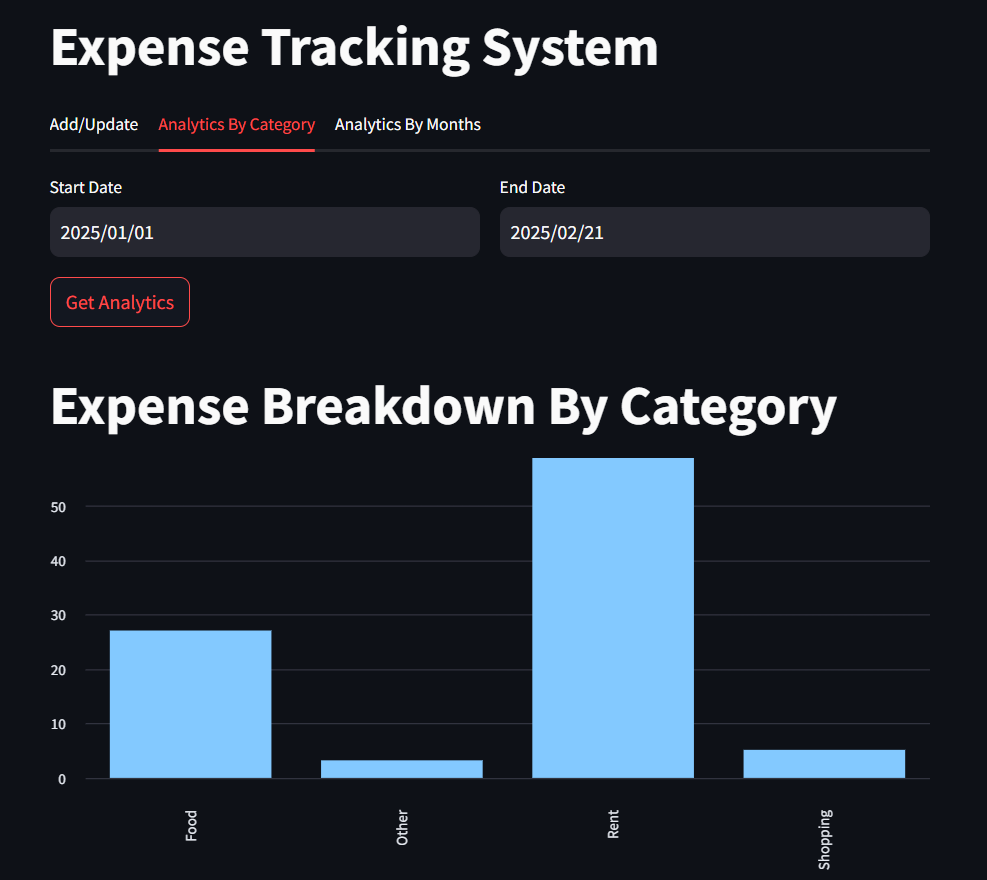 Expense Tracking System
Add/Update Analytics By Category Analytics By Months
Start Date End Date
2025/01/01 2025/02/21
Get Analytics
Expense Breakdown By Category
50
40
30
20
10
0
Food Other Rent Shopping